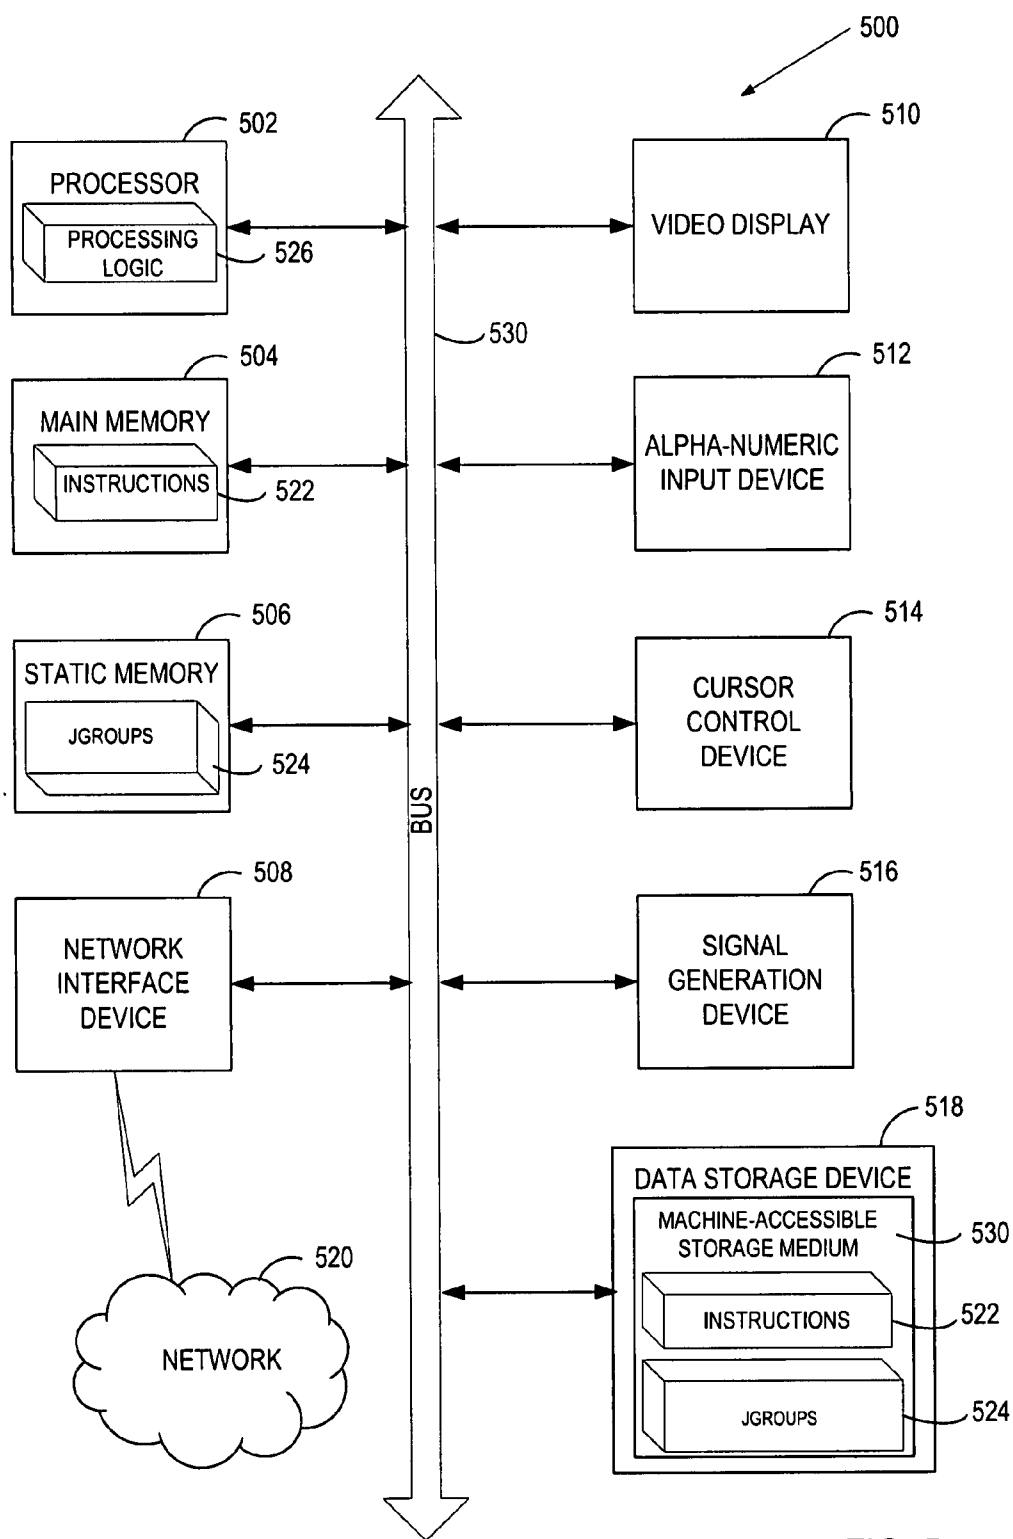 500
502
PROCESSOR
PROCESSING
LOGIC
526
510
VIDEO DISPLAY
530
504
MAIN MEMORY
INSTRUCTIONS
522
512
ALPHA-NUMERIC
INPUT DEVICE
506
STATIC MEMORY
JGROUPS
524
514
CURSOR
CONTROL
DEVICE
BUS
508
NETWORK
INTERFACE
DEVICE
516
SIGNAL
GENERATION
DEVICE
518
DATA STORAGE DEVICE
MACHINE-ACCESSIBLE
STORAGE MEDIUM
530
INSTRUCTIONS
522
JGROUPS
524
520
NETWORK